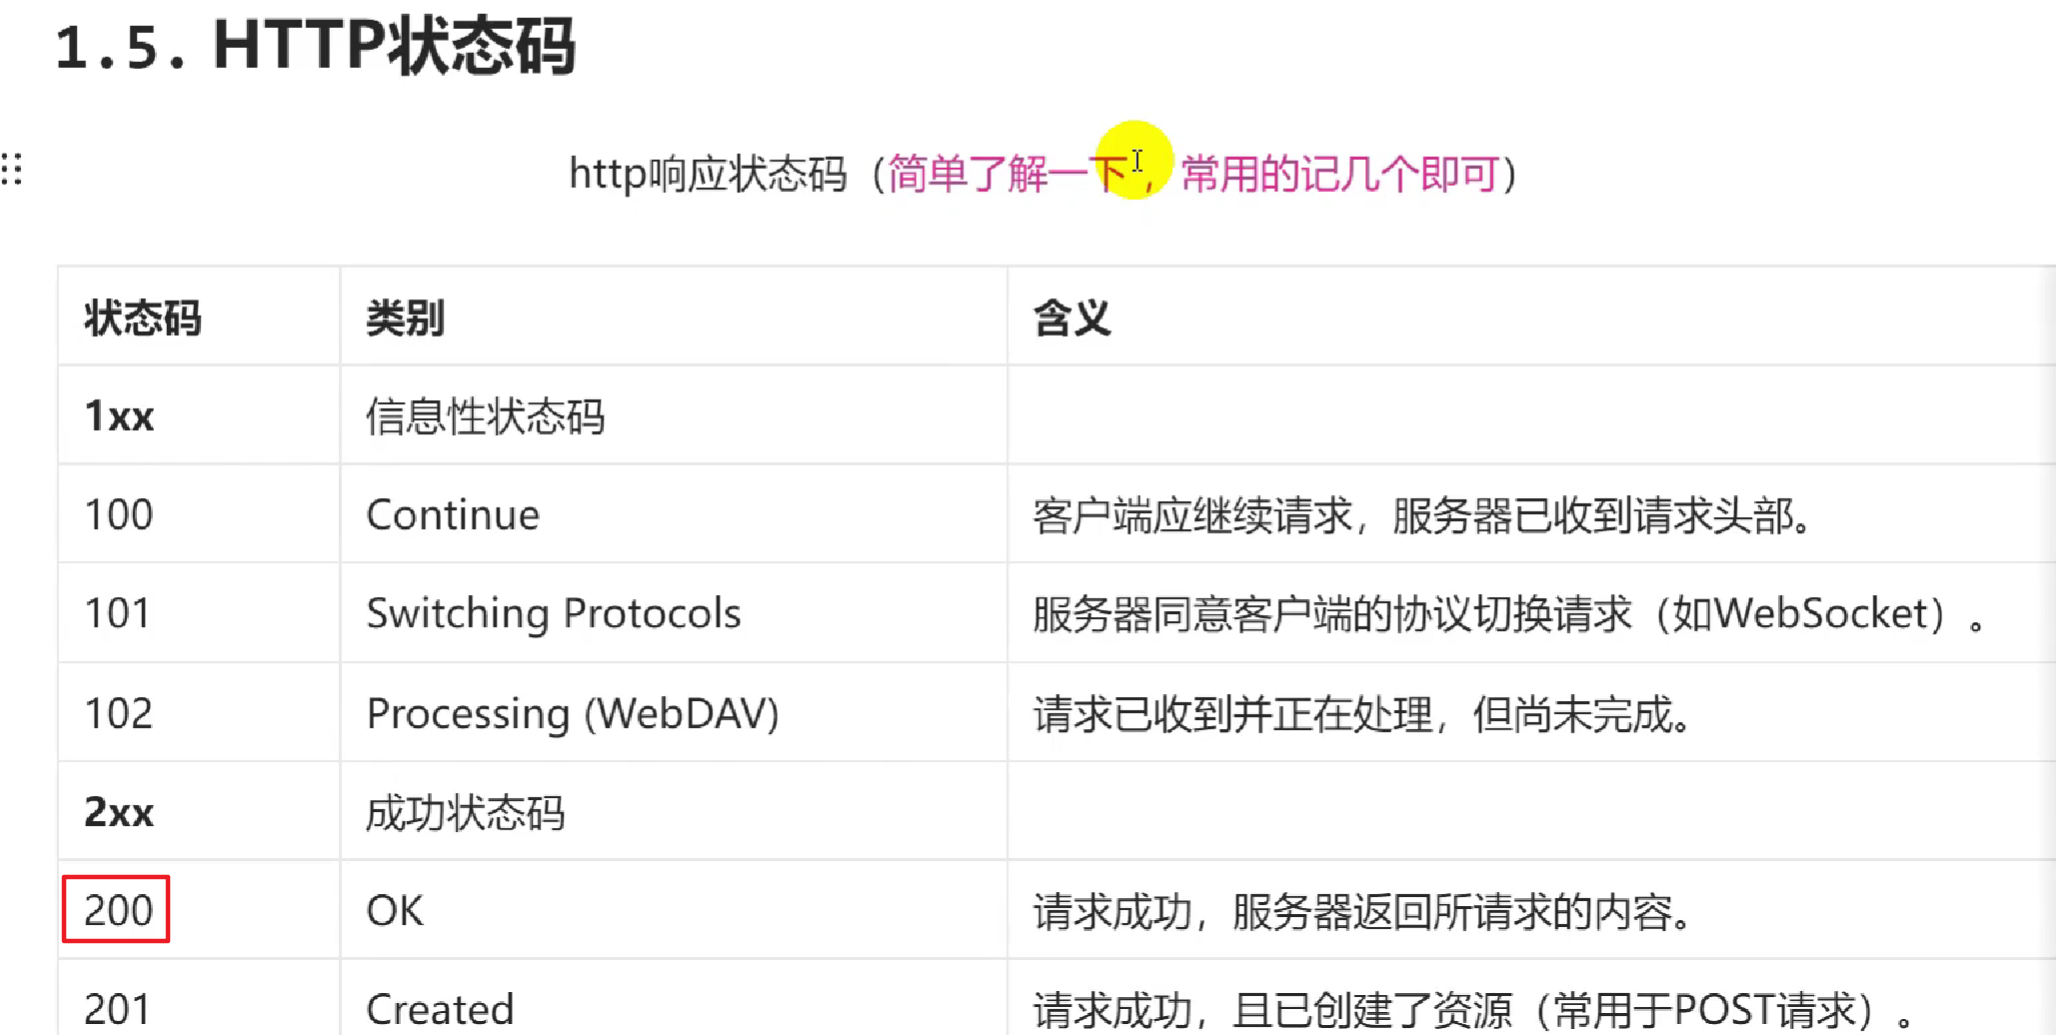 1.5. HTTP状态码
http响应状态码（简单了解一下，常用的记几个即可）
状态码 类别 含义
1xx 信息性状态码
100 Continue 客户端应继续请求，服务器已收到请求头部。
101 Switching Protocols 服务器同意客户端的协议切换请求（如WebSocket）。
102 Processing (WebDAV) 请求已收到并正在处理，但尚未完成。
2xx 成功状态码
200 OK 请求成功，服务器返回所请求的内容。
201 Created 请求成功，且已创建了资源（常用于POST请求）。